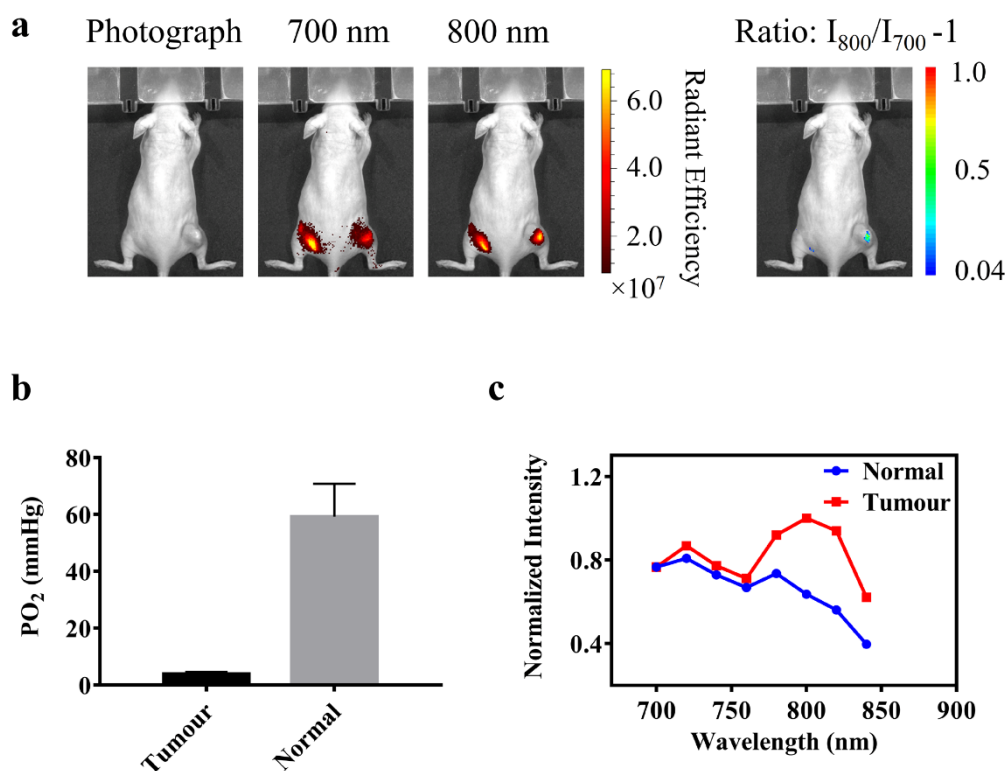 a
Photograph 700 nm 800 nm Ratio: I₈₀₀/I₇₀₀ -1
6.0
4.0
2.0
×10⁷
Radiant Efficiency
1.0
0.5
0.04
b
PO₂ (mmHg)
80
60
40
20
0
Tumour
Normal
c
Normalized Intensity
1.2
0.8
0.4
Normal
Tumour
700 750 800 850 900
Wavelength (nm)